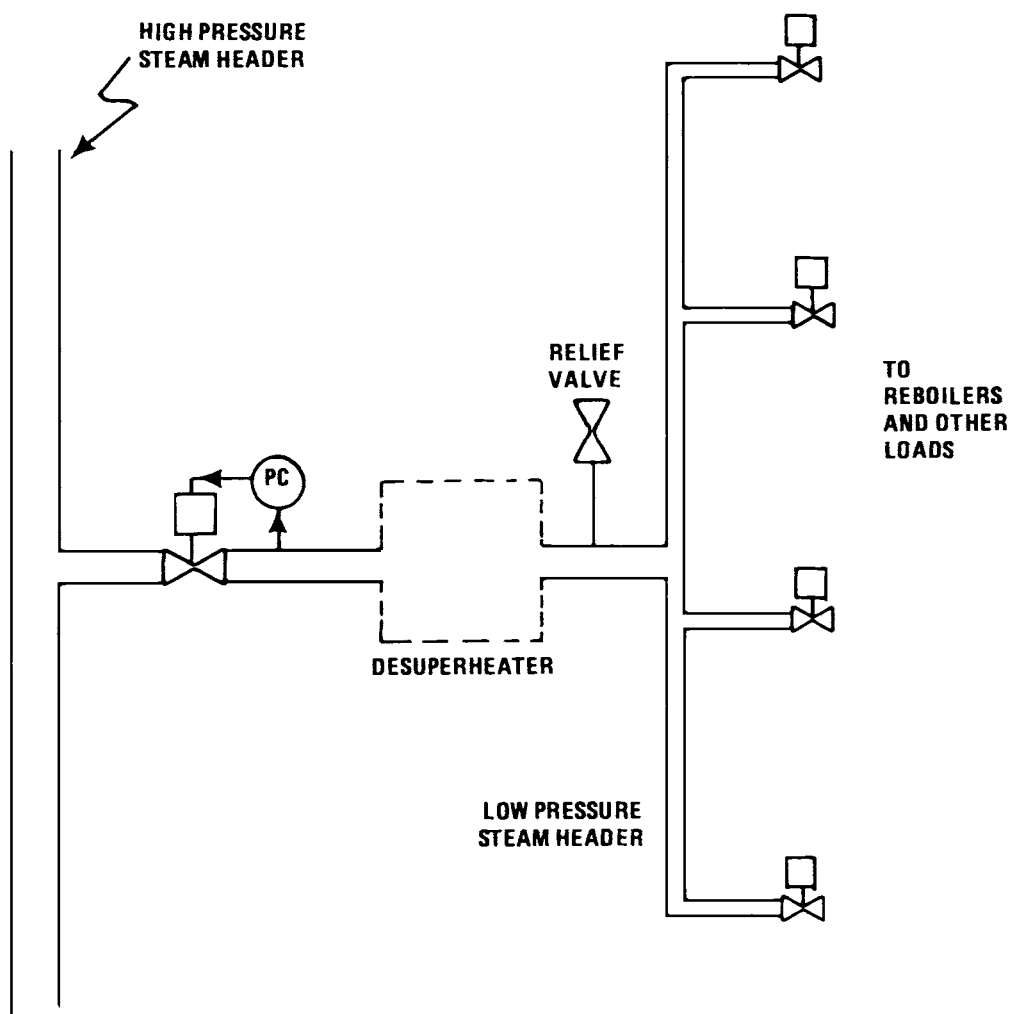 HIGH PRESSURE
STEAM HEADER
RELIEF
VALVE
TO
REBOILERS
AND OTHER
LOADS
PC
DESUPERHEATER
LOW PRESSURE
STEAM HEADER